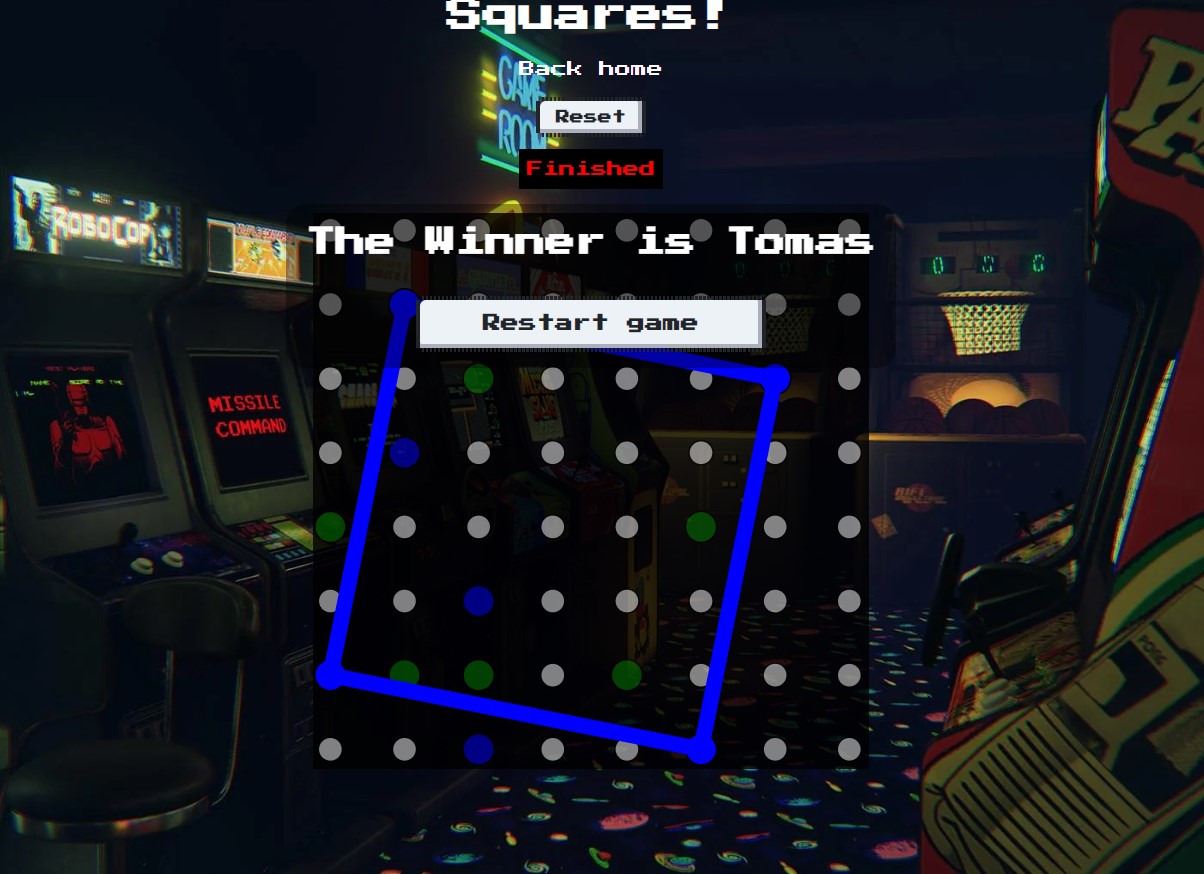 Squares!
Back home
GAME
ROOM
Reset
Finished
The Winner is Tomas
ROBOCOP
Restart game
MISSILE
COMMAND